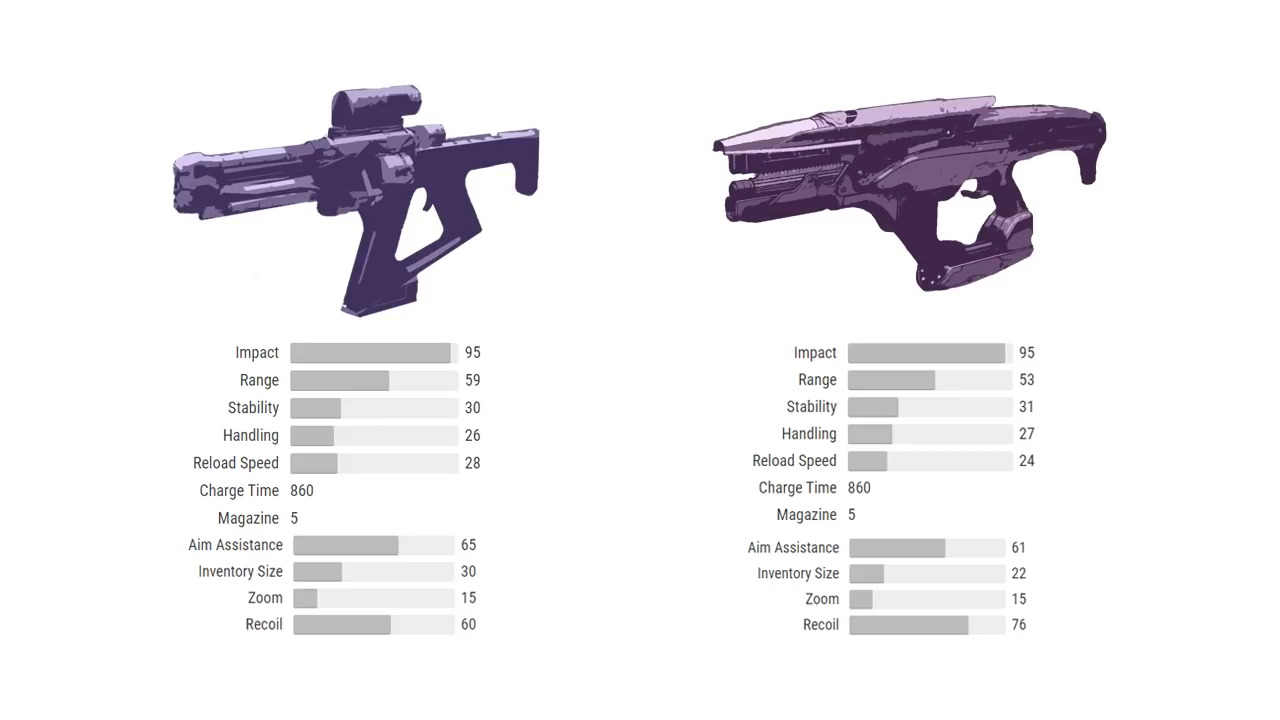 Impact 95
Range 59
Stability 30
Handling 26
Reload Speed 28
Charge Time 860
Magazine 5
Aim Assistance 65
Inventory Size 30
Zoom 15
Recoil 60
Impact 95
Range 53
Stability 31
Handling 27
Reload Speed 24
Charge Time 860
Magazine 5
Aim Assistance 61
Inventory Size 22
Zoom 15
Recoil 76